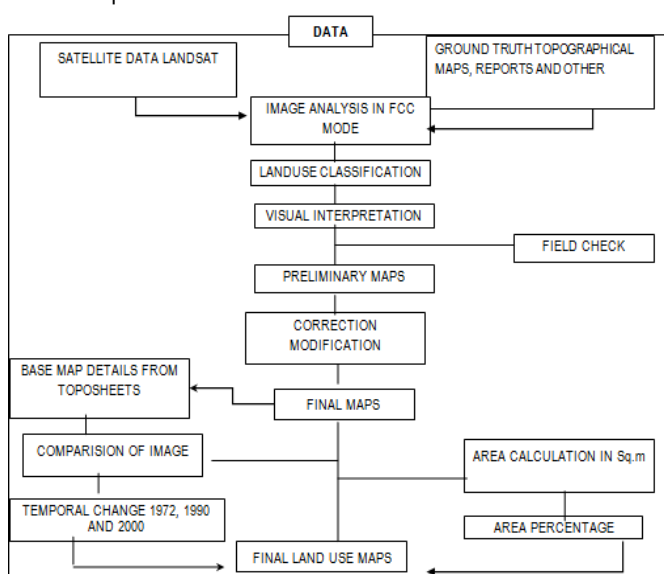 DATA
SATELLITE DATA LANDSAT
GROUND TRUTH TOPOGRAPHICAL
MAPS, REPORTS AND OTHER
IMAGE ANALYSIS IN FCC
MODE
LANDUSE CLASSIFICATION
VISUAL INTERPRETATION
FIELD CHECK
PRELIMINARY MAPS
CORRECTION
MODIFICATION
BASE MAP DETAILS FROM
TOPOSHEETS
FINAL MAPS
COMPARISION OF IMAGE
AREA CALCULATION IN Sq.m
TEMPORAL CHANGE 1972, 1990
AND 2000
AREA PERCENTAGE
FINAL LAND USE MAPS